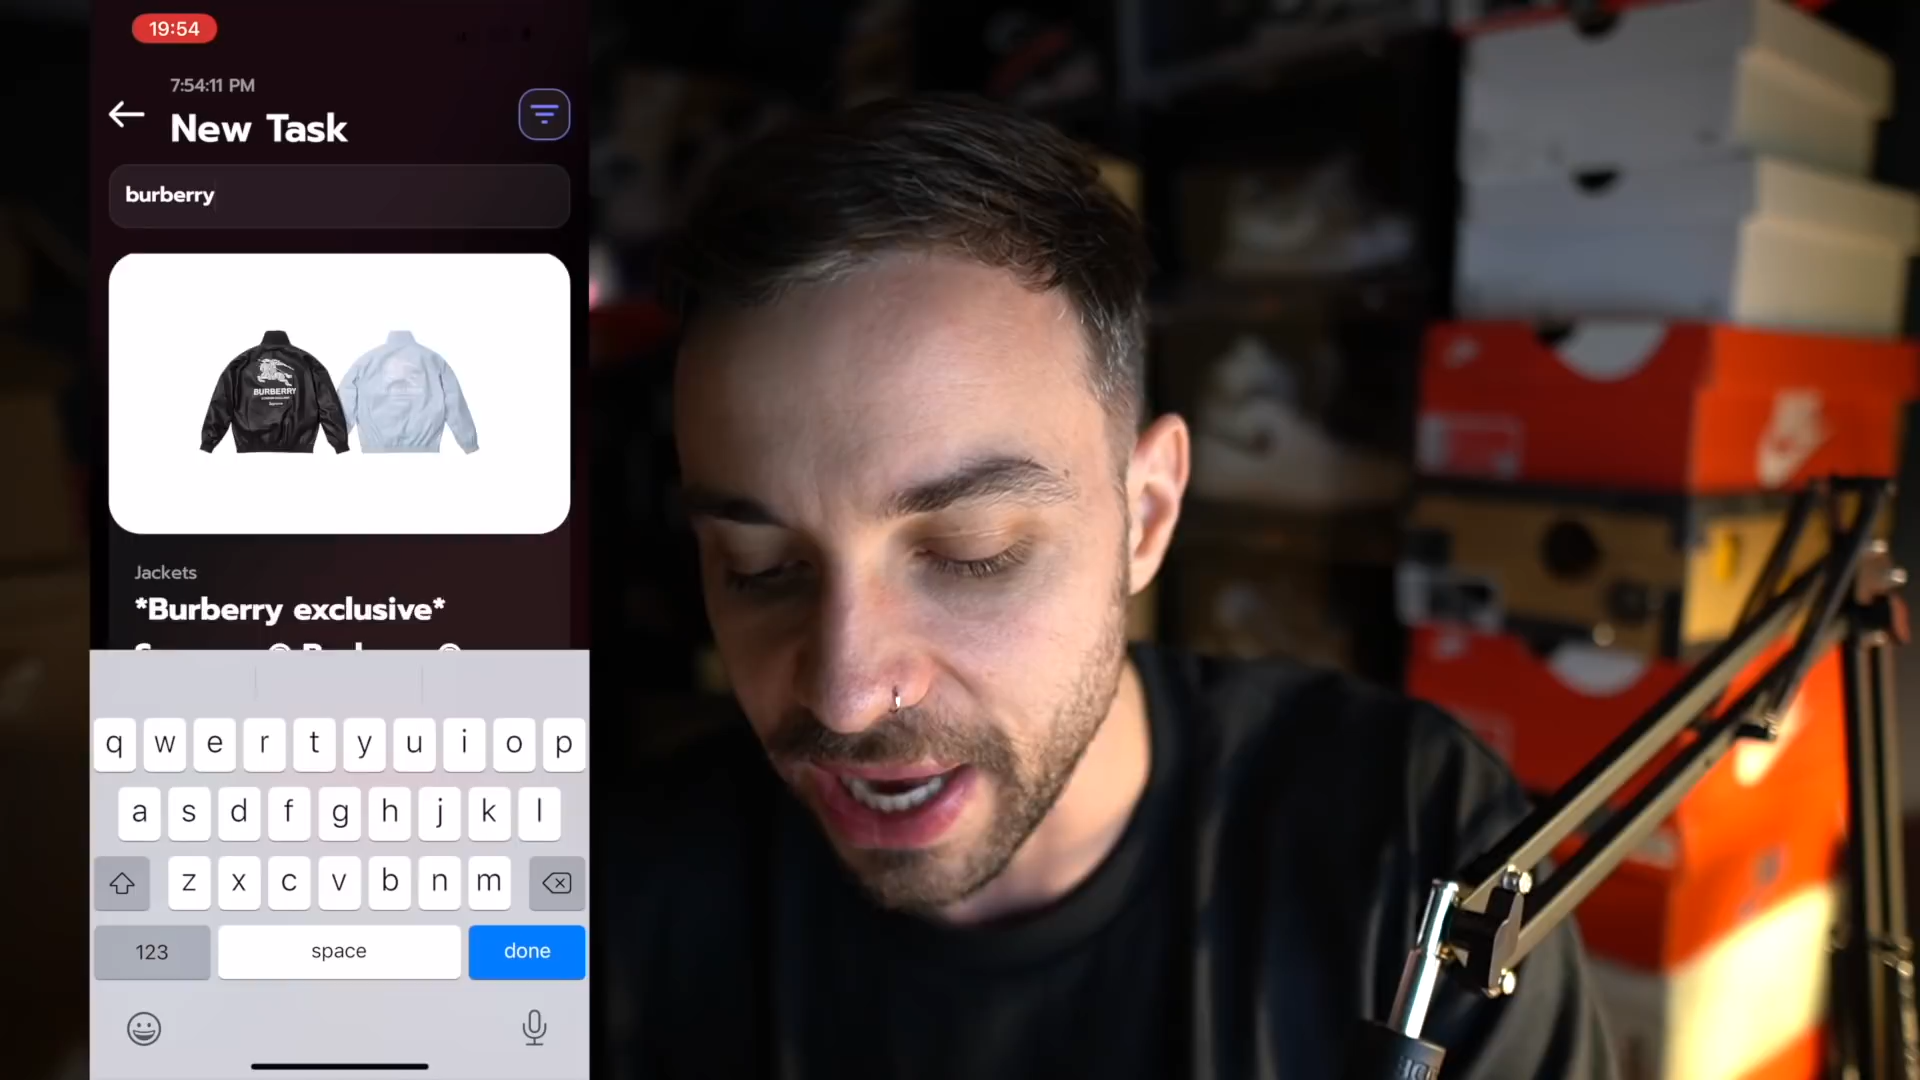 19:54
7:54:11 PM
New Task
burberry
BURBERRY
Jackets
*Burberry exclusive*
q w e r t y u i o p
a s d f g h j k l
z x c v b n m
123 space done